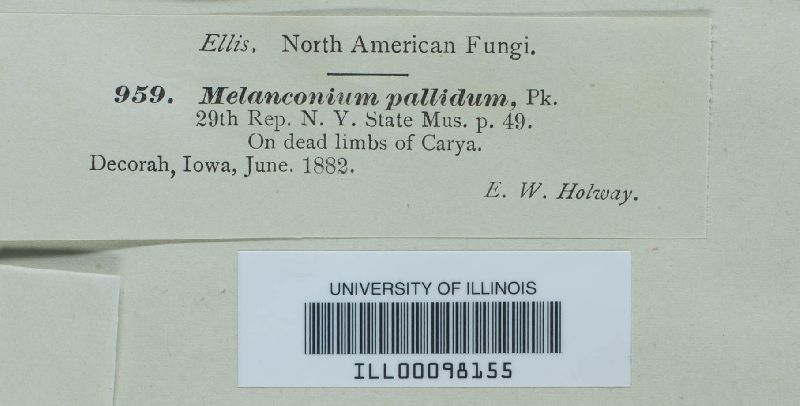 Ellis, North American Fungi.
959. Melanconium pallidum, Pk.
29th Rep. N. Y. State Mus. p. 49.
On dead limbs of Carya.
Decorah, Iowa, June. 1882.
E. W. Holway.
UNIVERSITY OF ILLINOIS
ILL00098155